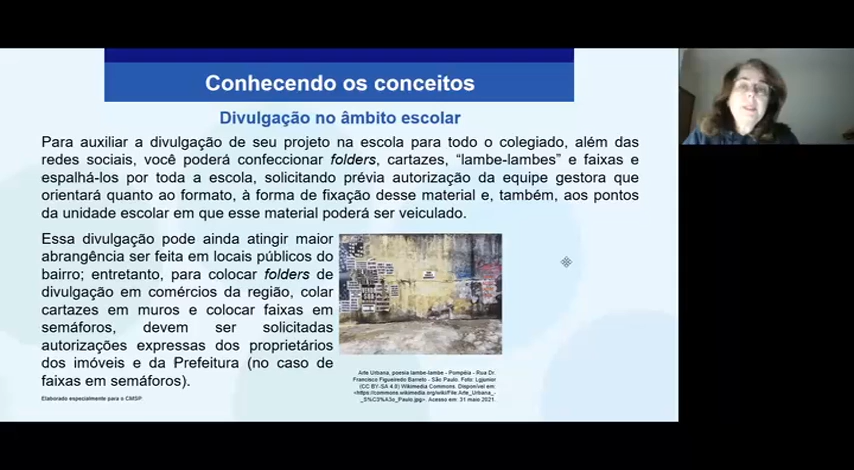 Conhecendo os conceitos
Divulgação no âmbito escolar
Para auxiliar a divulgação de seu projeto na escola para todo o colegiado, além das
redes sociais, você poderá confeccionar folders, cartazes, “lambe-lambes” e faixas e
espalhá-los por toda a escola, solicitando prévia autorização da equipe gestora que
orientará quanto ao formato, à forma de fixação desse material e, também, aos pontos
da unidade escolar em que esse material poderá ser veiculado.
Essa divulgação pode ainda atingir maior
abrangência ser feita em locais públicos do
bairro; entretanto, para colocar folders de
divulgação em comércios da região, colar
cartazes em muros e colocar faixas em
semáforos, devem ser solicitadas
autorizações expressas dos proprietários
dos imóveis e da Prefeitura (no caso de
faixas em semáforos).
Arte Urbana, poesia lambe-lambe - Pompéia - Rua Dr.
Francisco Figueiredo Barreto - São Paulo. Foto: Lgjunior
(CC BY-SA 4.0) Wikimedia Commons. Disponível em:
<https://commons.wikimedia.org/wiki/File:Arte_Urbana_-
_S%C3%A3o_Paulo.jpg>. Acesso em: 31 maio 2021.
Elaborado especialmente para o CMSP